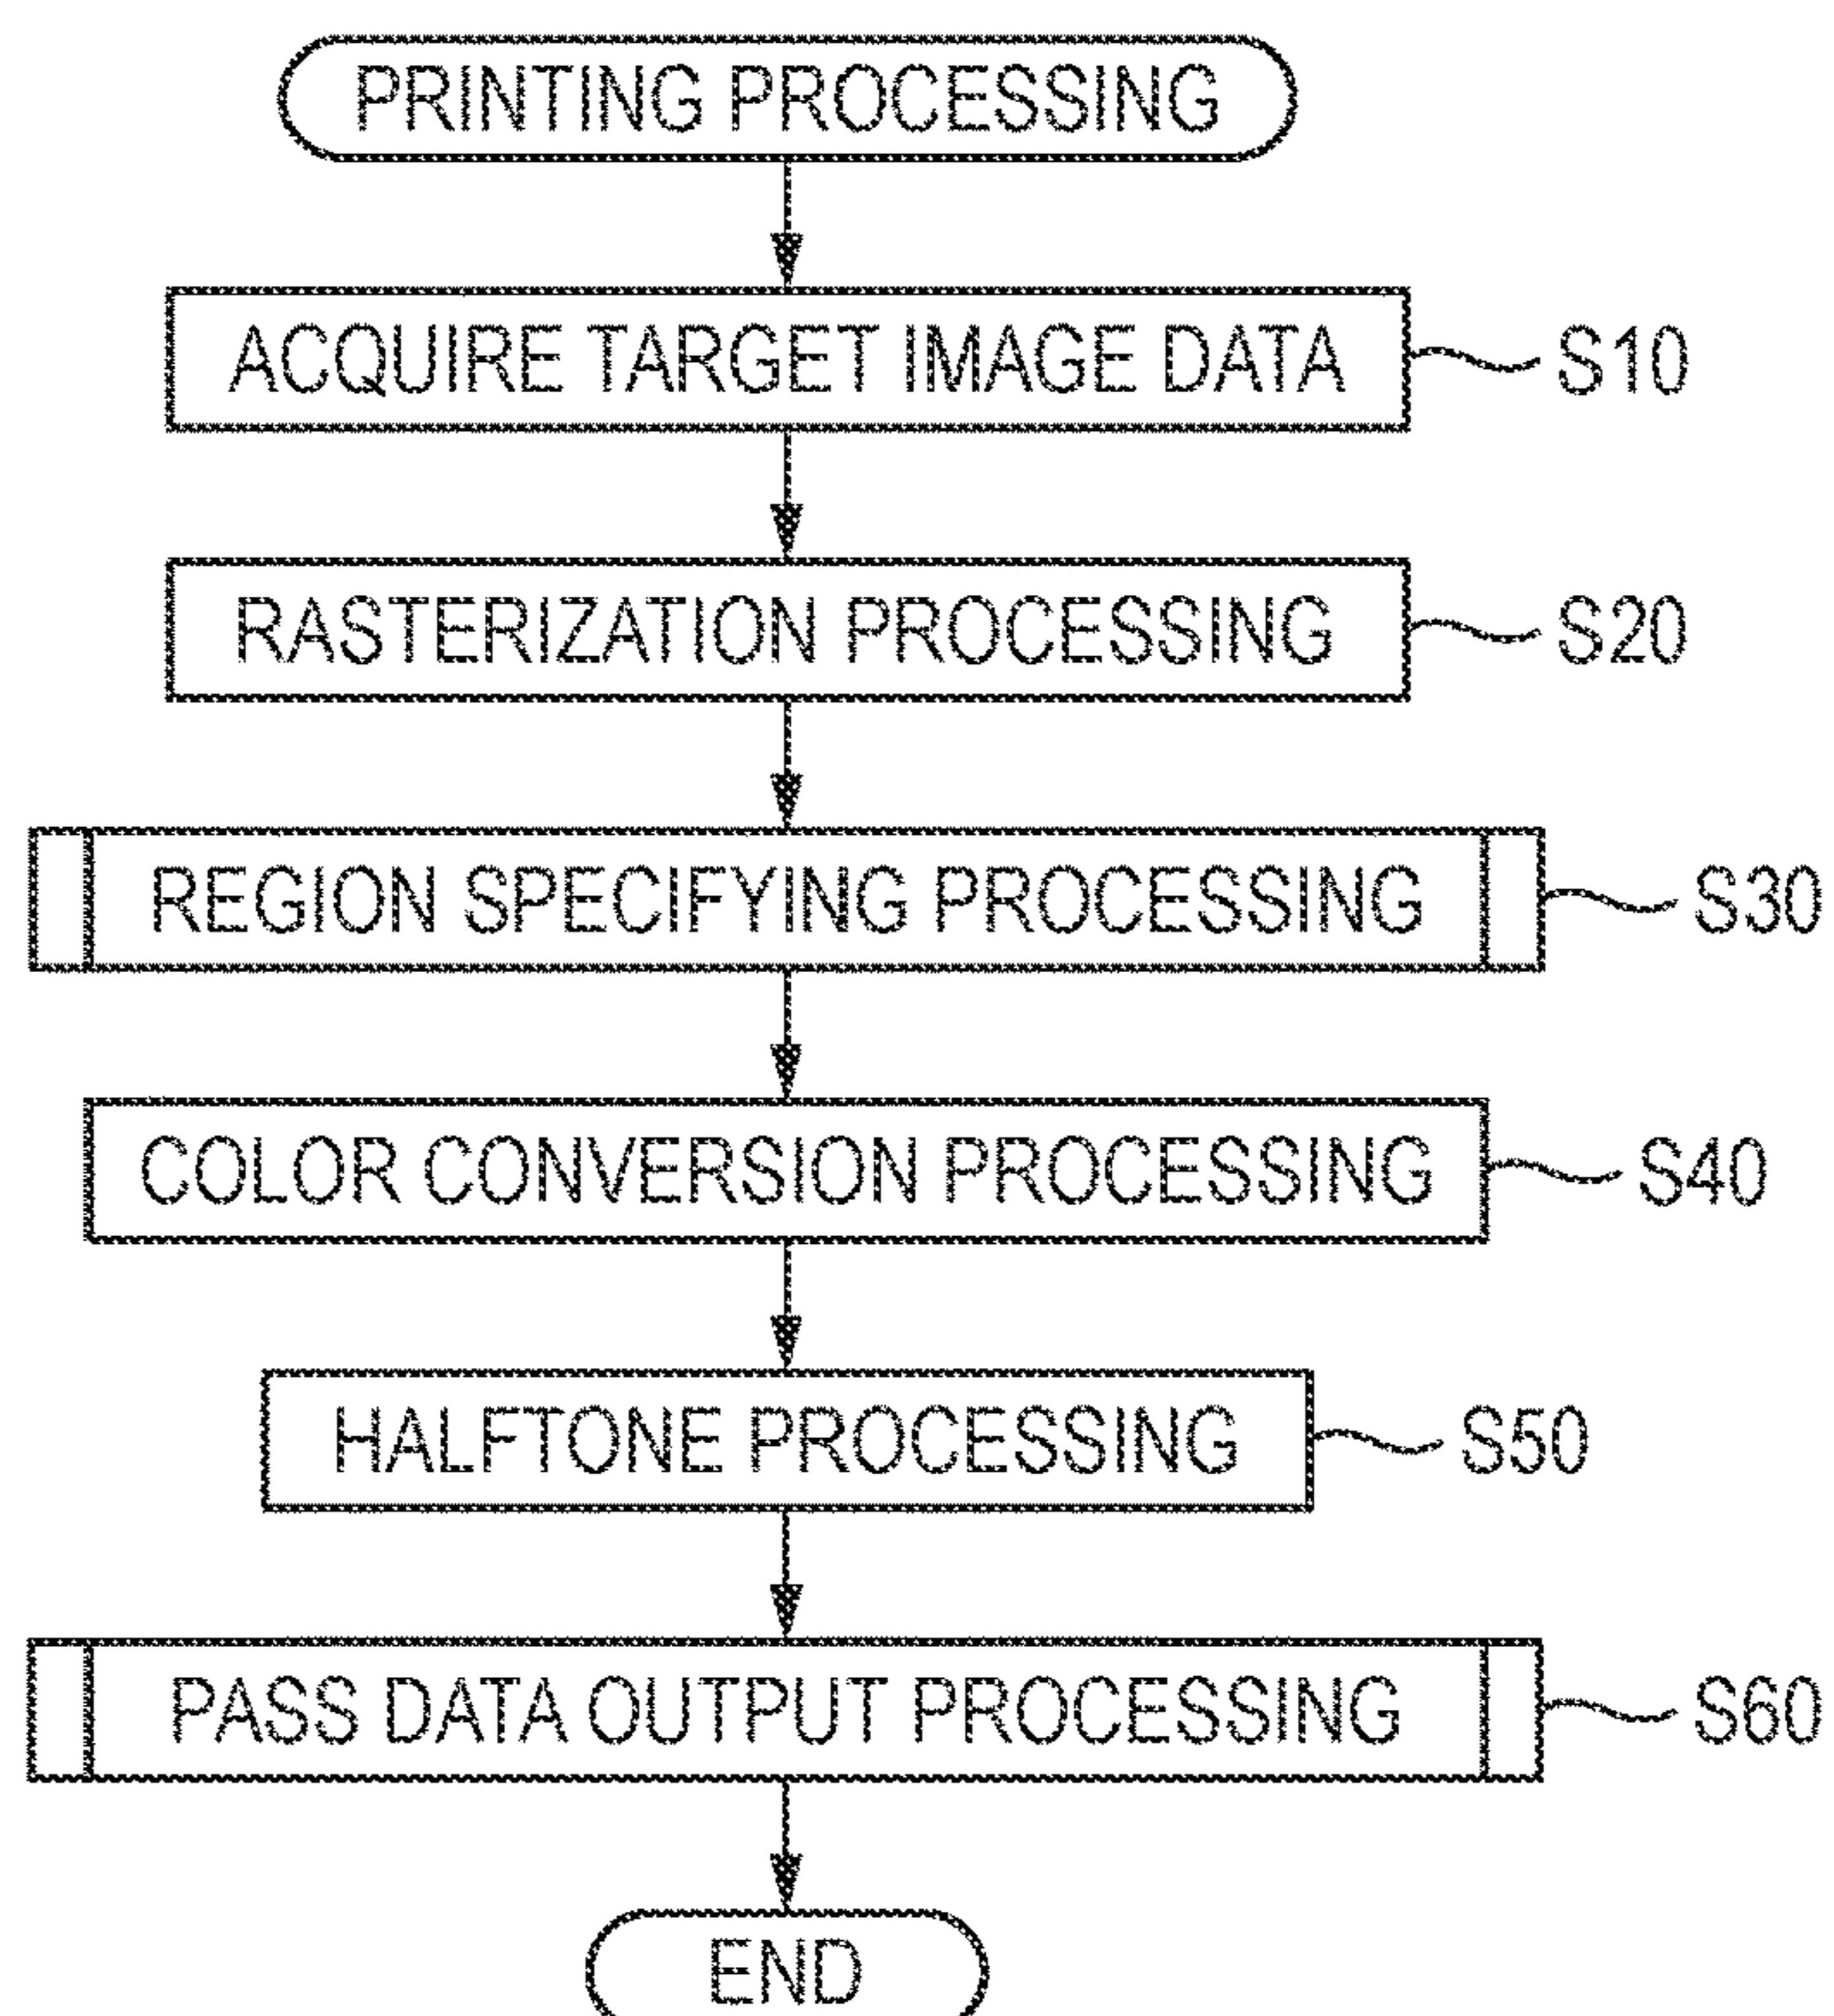 PRINTING PROCESSING
ACQUIRE TARGET IMAGE DATA S10
RASTERIZATION PROCESSING S20
REGION SPECIFYING PROCESSING S30
COLOR CONVERSION PROCESSING S40
HALFTONE PROCESSING S50
PASS DATA OUTPUT PROCESSING S60
END